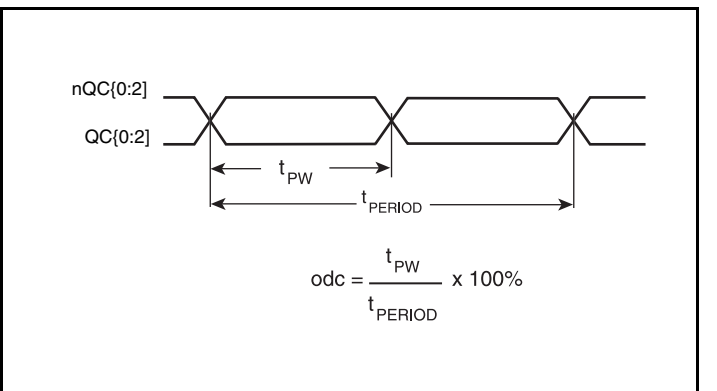 nQC{0:2]
QC{0:2]
tPW
tPERIOD
odc = tPW / tPERIOD x 100%